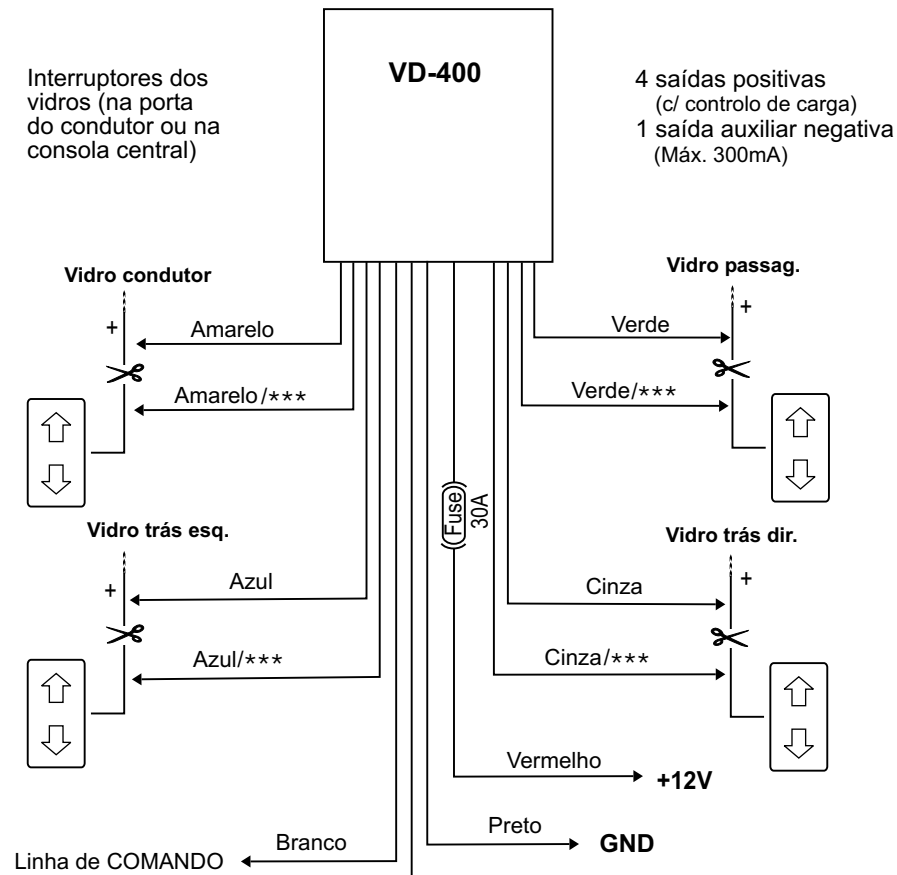 VD-400
Interruptores dos
vidros (na porta
do condutor ou na
consola central)
4 saídas positivas
(c/ controlo de carga)
1 saída auxiliar negativa
(Máx. 300mA)
Vidro condutor
+
Amarelo
Amarelo/***
Vidro passag.
+
Verde
Verde/***
Fuse
30A
Vidro trás esq.
+
Azul
Azul/***
Vidro trás dir.
+
Cinza
Cinza/***
Vermelho
+12V
Preto
GND
Branco
Linha de COMANDO